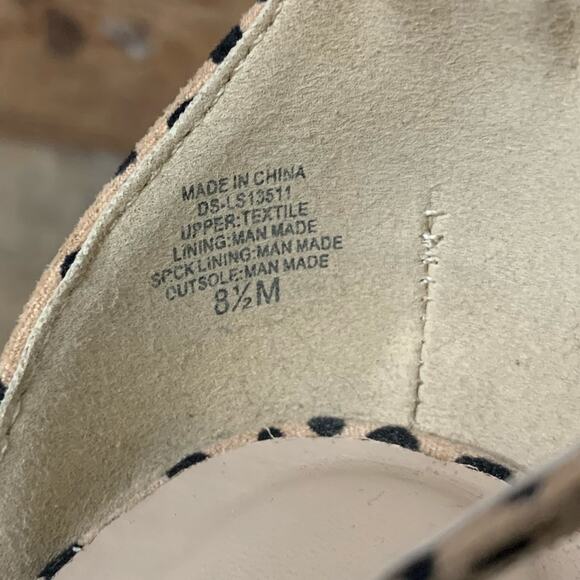 MADE IN CHINA
DS-LS13511
UPPER:TEXTILE
LINING:MAN MADE
SPCK LINING:MAN MADE
OUTSOLE:MAN MADE
8½M